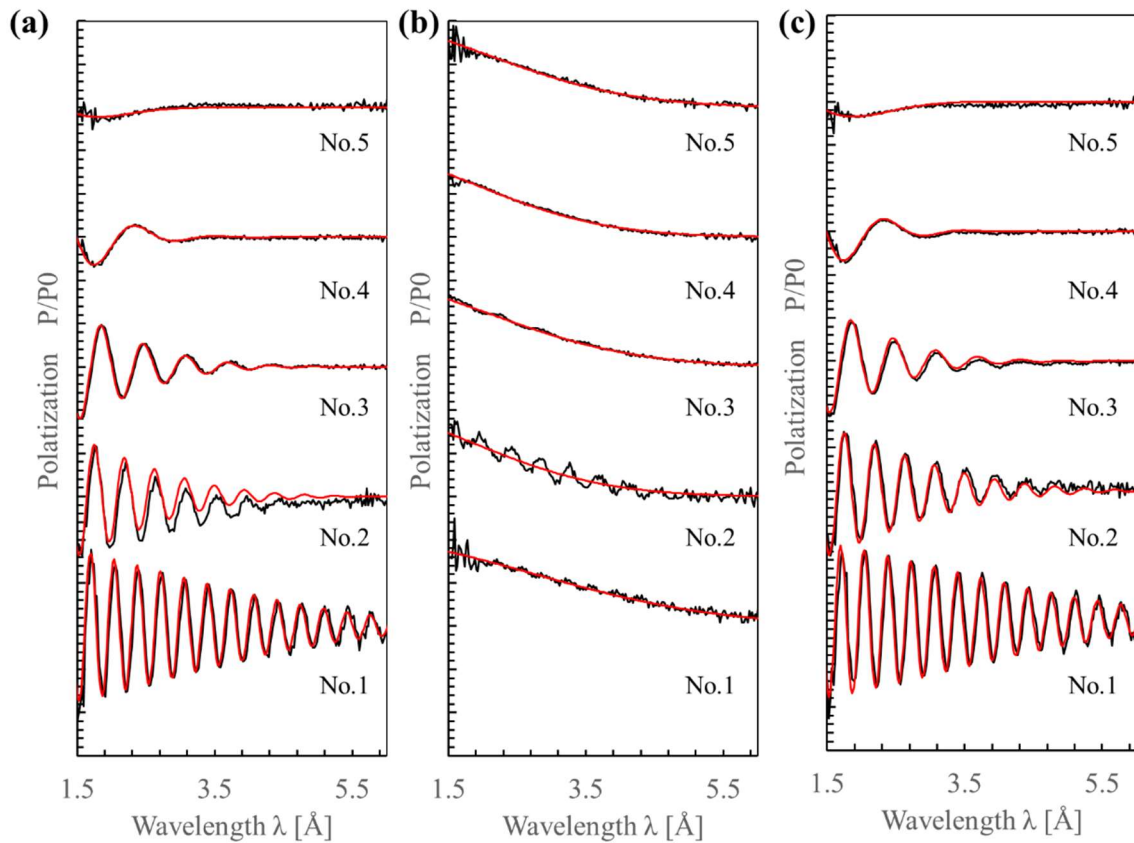 (a)
Polatization P/P0
No.5
No.4
No.3
No.2
No.1
1.5 3.5 5.5
Wavelength λ [Å]
(b)
Polatization P/P0
No.5
No.4
No.3
No.2
No.1
1.5 3.5 5.5
Wavelength λ [Å]
(c)
Polatization P/P0
No.5
No.4
No.3
No.2
No.1
1.5 3.5 5.5
Wavelength λ [Å]